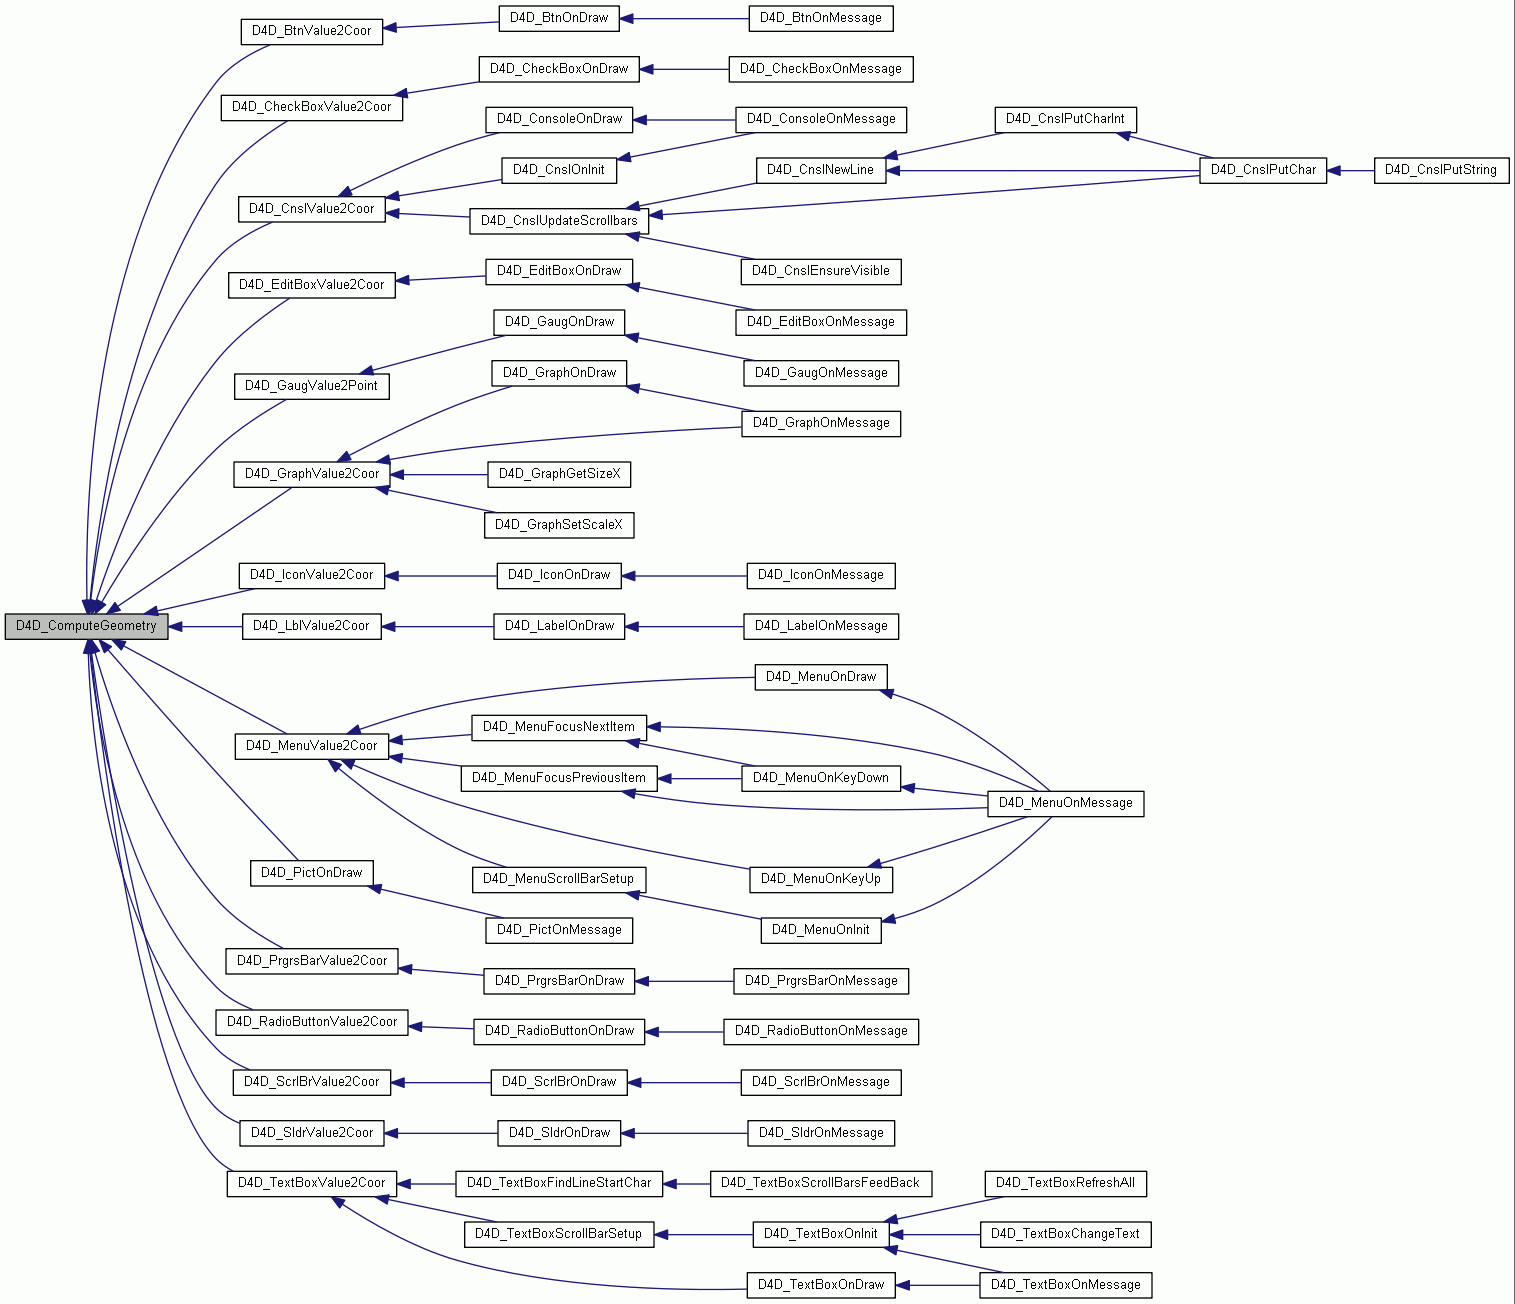 D4D_BtnOnDraw
D4D_BtnOnMessage
D4D_BtnValue2Coor
D4D_CheckBoxOnDraw
D4D_CheckBoxOnMessage
D4D_CheckBoxValue2Coor
D4D_ConsoleOnDraw
D4D_ConsoleOnMessage
D4D_CnslPutCharInt
D4D_CnslOnInit
D4D_CnslNewLine
D4D_CnslPutChar
D4D_CnslPutString
D4D_CnslValue2Coor
D4D_CnslUpdateScrollbars
D4D_CnslEnsureVisible
D4D_EditBoxValue2Coor
D4D_EditBoxOnDraw
D4D_EditBoxOnMessage
D4D_GaugOnDraw
D4D_GaugOnMessage
D4D_GaugValue2Point
D4D_GraphOnDraw
D4D_GraphOnMessage
D4D_GraphValue2Coor
D4D_GraphGetSizeX
D4D_GraphSetScaleX
D4D_IconValue2Coor
D4D_IconOnDraw
D4D_IconOnMessage
D4D_ComputeGeometry
D4D_LblValue2Coor
D4D_LabelOnDraw
D4D_LabelOnMessage
D4D_MenuOnDraw
D4D_MenuFocusNextItem
D4D_MenuValue2Coor
D4D_MenuFocusPreviousItem
D4D_MenuOnKeyDown
D4D_MenuOnMessage
D4D_PictOnDraw
D4D_MenuScrollBarSetup
D4D_MenuOnKeyUp
D4D_PictOnMessage
D4D_MenuOnInit
D4D_PrgrsBarValue2Coor
D4D_PrgrsBarOnDraw
D4D_PrgrsBarOnMessage
D4D_RadioButtonValue2Coor
D4D_RadioButtonOnDraw
D4D_RadioButtonOnMessage
D4D_ScrlBrValue2Coor
D4D_ScrlBrOnDraw
D4D_ScrlBrOnMessage
D4D_SldrValue2Coor
D4D_SldrOnDraw
D4D_SldrOnMessage
D4D_TextBoxValue2Coor
D4D_TextBoxFindLineStartChar
D4D_TextBoxScrollBarsFeedBack
D4D_TextBoxRefreshAll
D4D_TextBoxScrollBarSetup
D4D_TextBoxOnInit
D4D_TextBoxChangeText
D4D_TextBoxOnDraw
D4D_TextBoxOnMessage